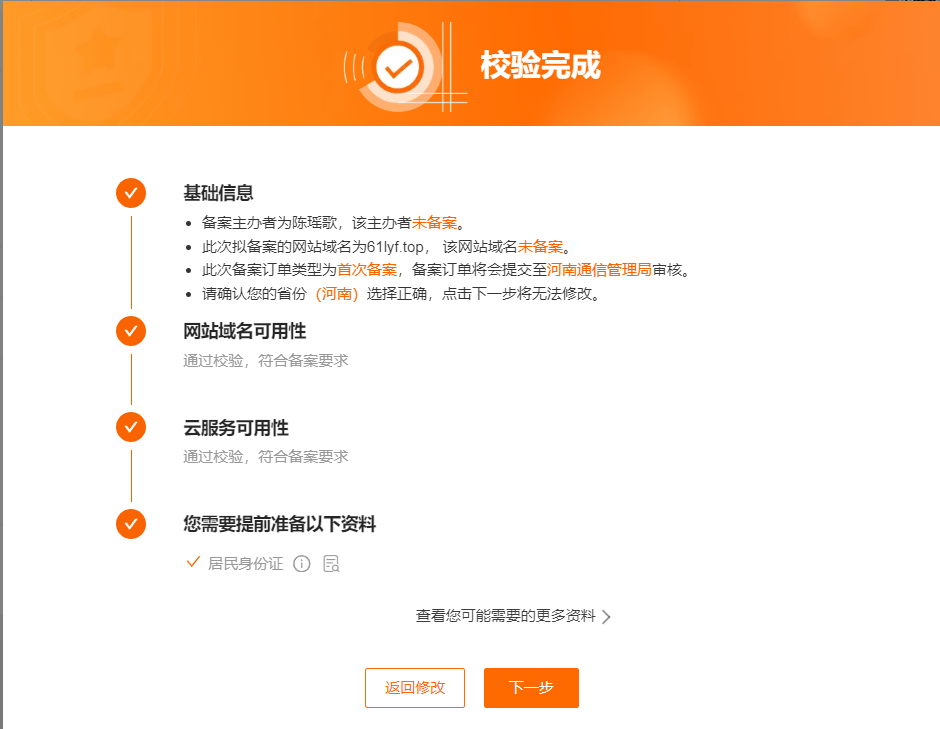 校验完成
基础信息
备案主办者为陈瑶歌，该主办者未备案。
此次拟备案的网站域名为61lyf.top， 该网站域名未备案。
此次备案订单类型为首次备案，备案订单将会提交至河南通信管理局审核。
请确认您的省份（河南）选择正确，点击下一步将无法修改。
网站域名可用性
通过校验，符合备案要求
云服务可用性
通过校验，符合备案要求
您需要提前准备以下资料
居民身份证
查看您可能需要的更多资料
返回修改
下一步